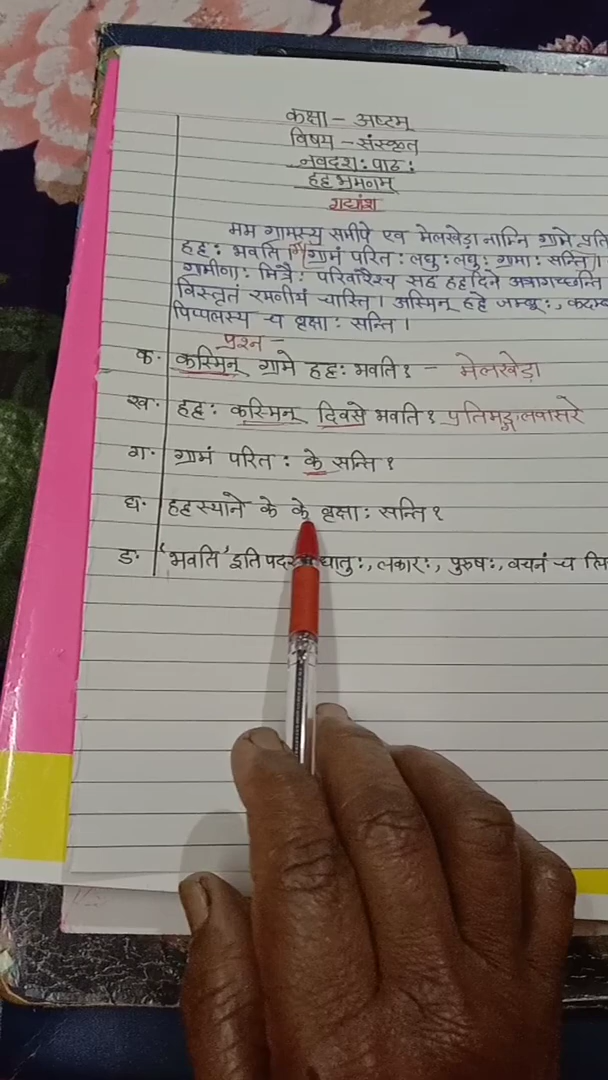 कक्षा - अष्टम्
विषय - संस्कृत
नवदश: पाठ:
हट्ट भ्रमणम्
गद्यांश
मम ग्रामस्य समीपे एव मेलखेड़ा नाम्नि ग्रामे प्रति
हट्ट: भवति। ग्रामं परित: लघु: लघु: ग्रामा: सन्ति।
ग्रामीणा: मित्रै: परिवारैश्च सह हट्टदिने अत्रागच्छन्ति
विस्तृतं रमनीयं चास्ति। अस्मिन् हट्टे जम्बू:, कदम्ब
पिप्पलस्य च वृक्षा: सन्ति।
प्रश्न -
क. कस्मिन् ग्रामे हट्ट: भवति? - मेलखेड़ा
ख. हट्ट: कस्मिन् दिवसे भवति? प्रतिमङ्गलवासरे
ग. ग्रामं परित: के सन्ति?
घ. हट्टस्थाने के के वृक्षा: सन्ति?
ङ. 'भवति' इति पदस्य धातु:, लकार:, पुरुष:, वचनं च लि